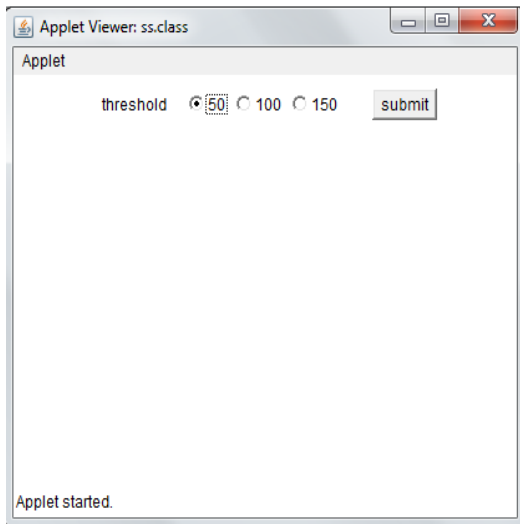 Applet Viewer: ss.class
Applet
threshold 50 100 150 submit
Applet started.